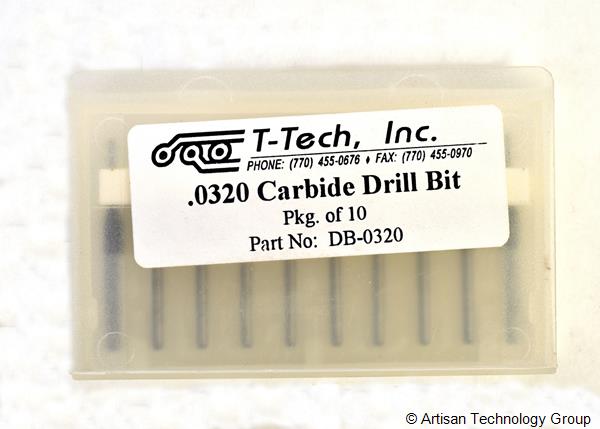 T-Tech, Inc.
PHONE: (770) 455-0676 ♦ FAX: (770) 455-0970
.0320 Carbide Drill Bit
Pkg. of 10
Part No: DB-0320
© Artisan Technology Group